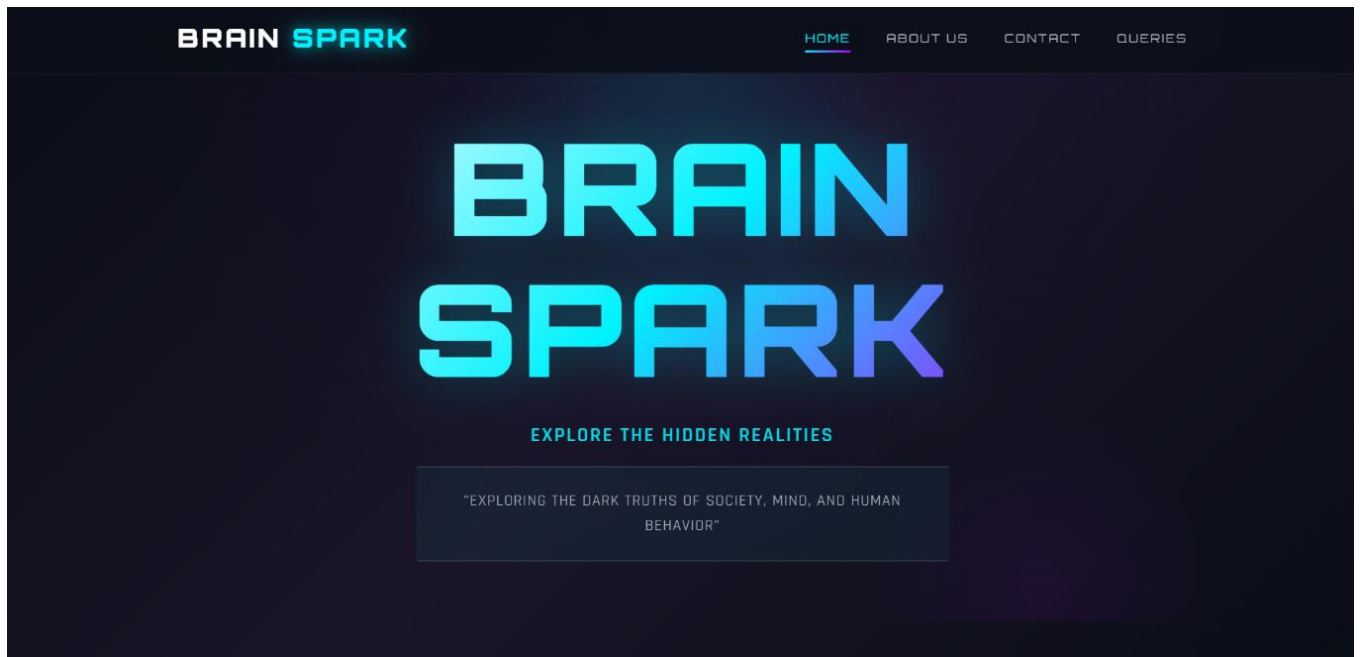 BRAIN SPARK
HOME ABOUT US CONTACT QUERIES
BRAIN
SPARK
EXPLORE THE HIDDEN REALITIES
"EXPLORING THE DARK TRUTHS OF SOCIETY, MIND, AND HUMAN
BEHAVIOR"